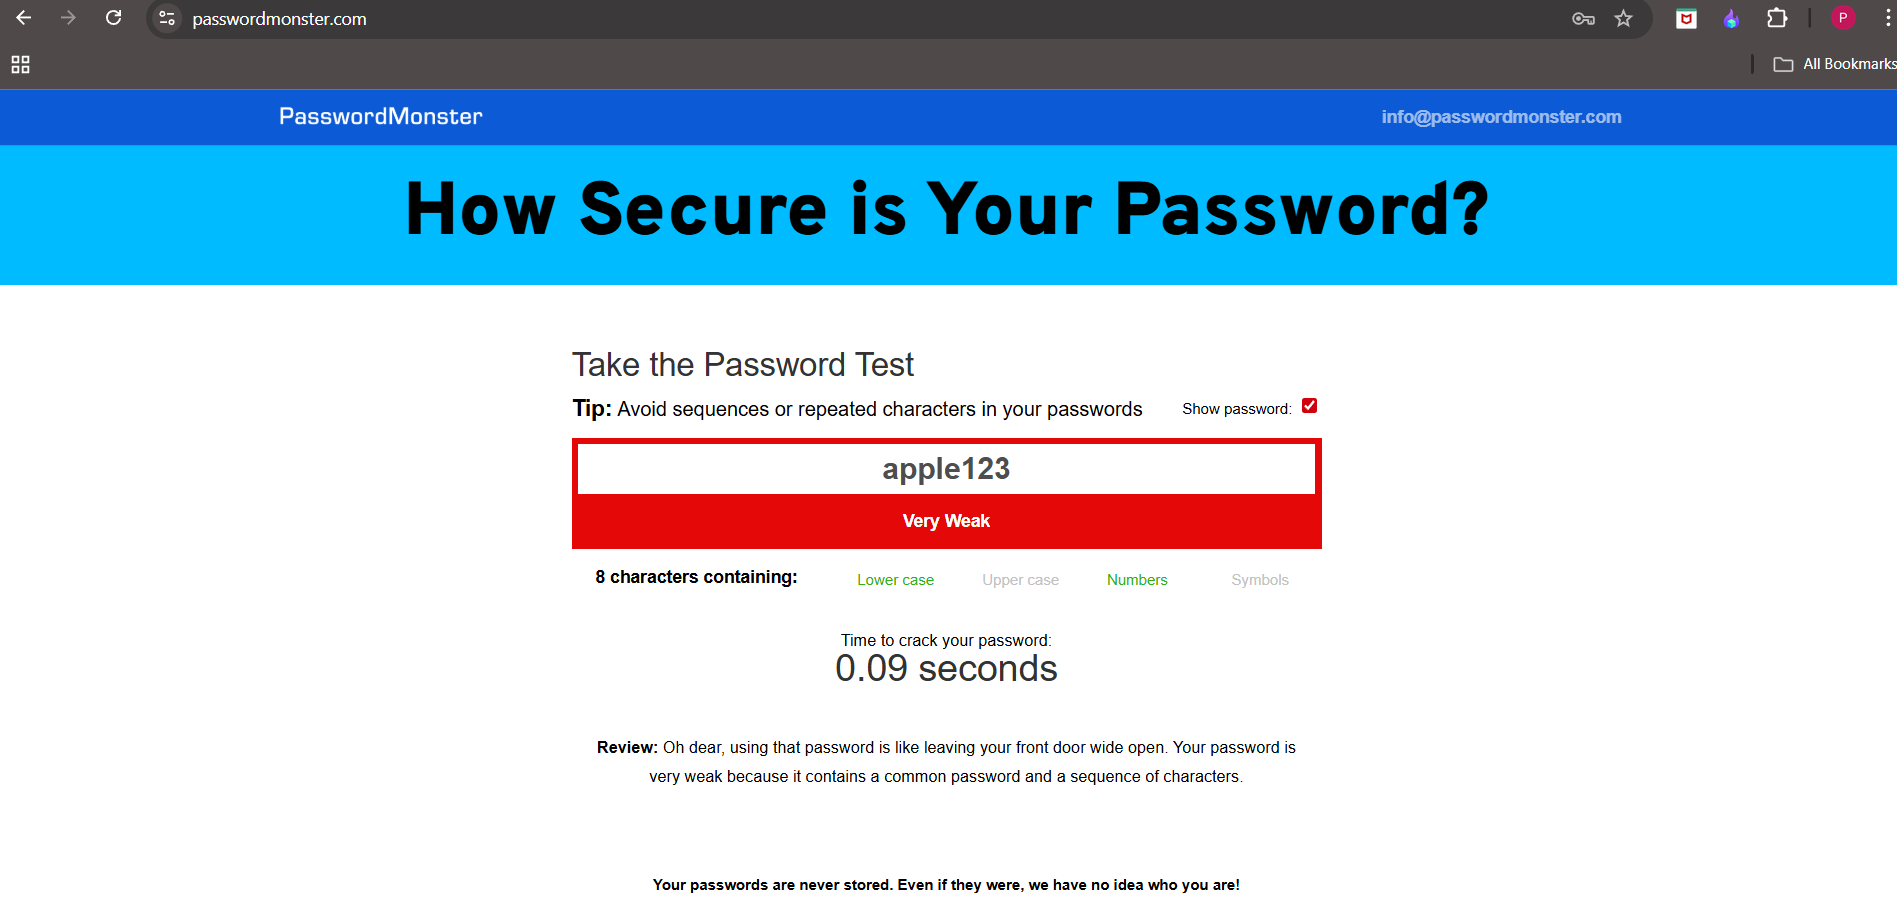 passwordmonster.com
P
All Bookmarks
PasswordMonster
info@passwordmonster.com
How Secure is Your Password?
Take the Password Test
Tip: Avoid sequences or repeated characters in your passwords
Show password:
apple123
Very Weak
8 characters containing:
Lower case
Upper case
Numbers
Symbols
Time to crack your password:
0.09 seconds
Review: Oh dear, using that password is like leaving your front door wide open. Your password is
very weak because it contains a common password and a sequence of characters.
Your passwords are never stored. Even if they were, we have no idea who you are!